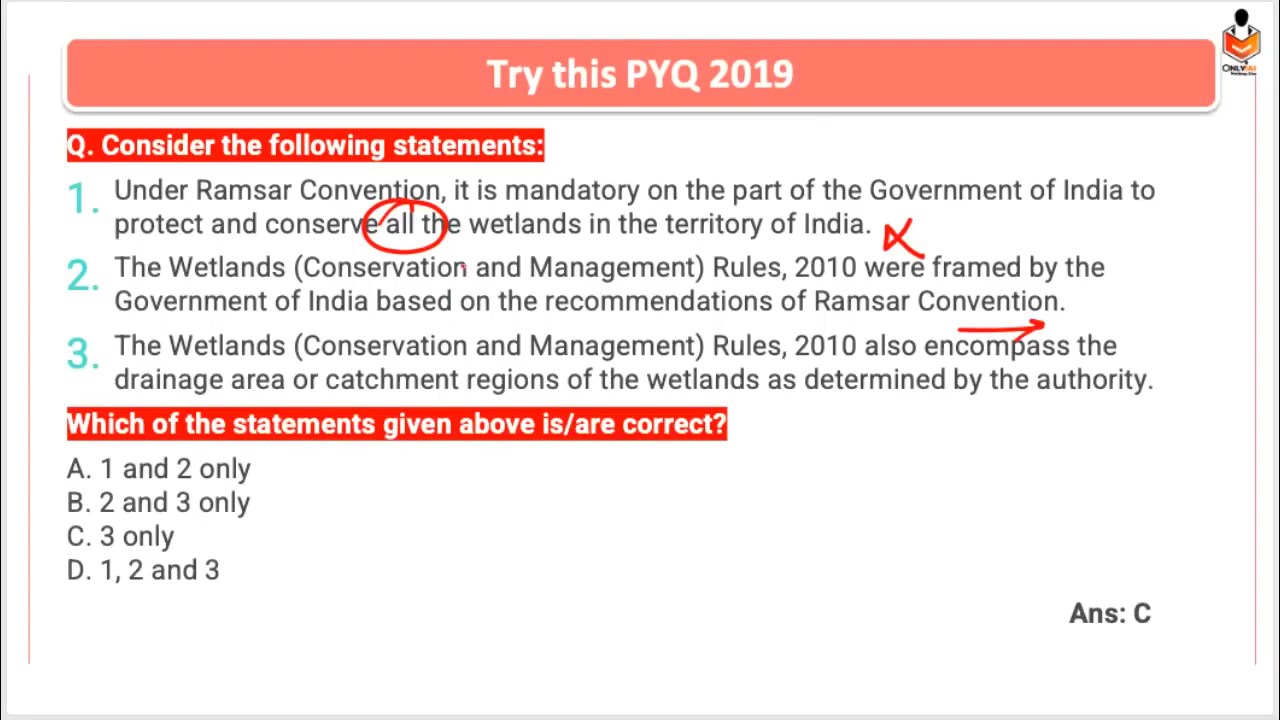 Try this PYQ 2019
ONLYIAS
Q. Consider the following statements:
1. Under Ramsar Convention, it is mandatory on the part of the Government of India to
protect and conserve all the wetlands in the territory of India.
2. The Wetlands (Conservation and Management) Rules, 2010 were framed by the
Government of India based on the recommendations of Ramsar Convention.
3. The Wetlands (Conservation and Management) Rules, 2010 also encompass the
drainage area or catchment regions of the wetlands as determined by the authority.
Which of the statements given above is/are correct?
A. 1 and 2 only
B. 2 and 3 only
C. 3 only
D. 1, 2 and 3
Ans: C